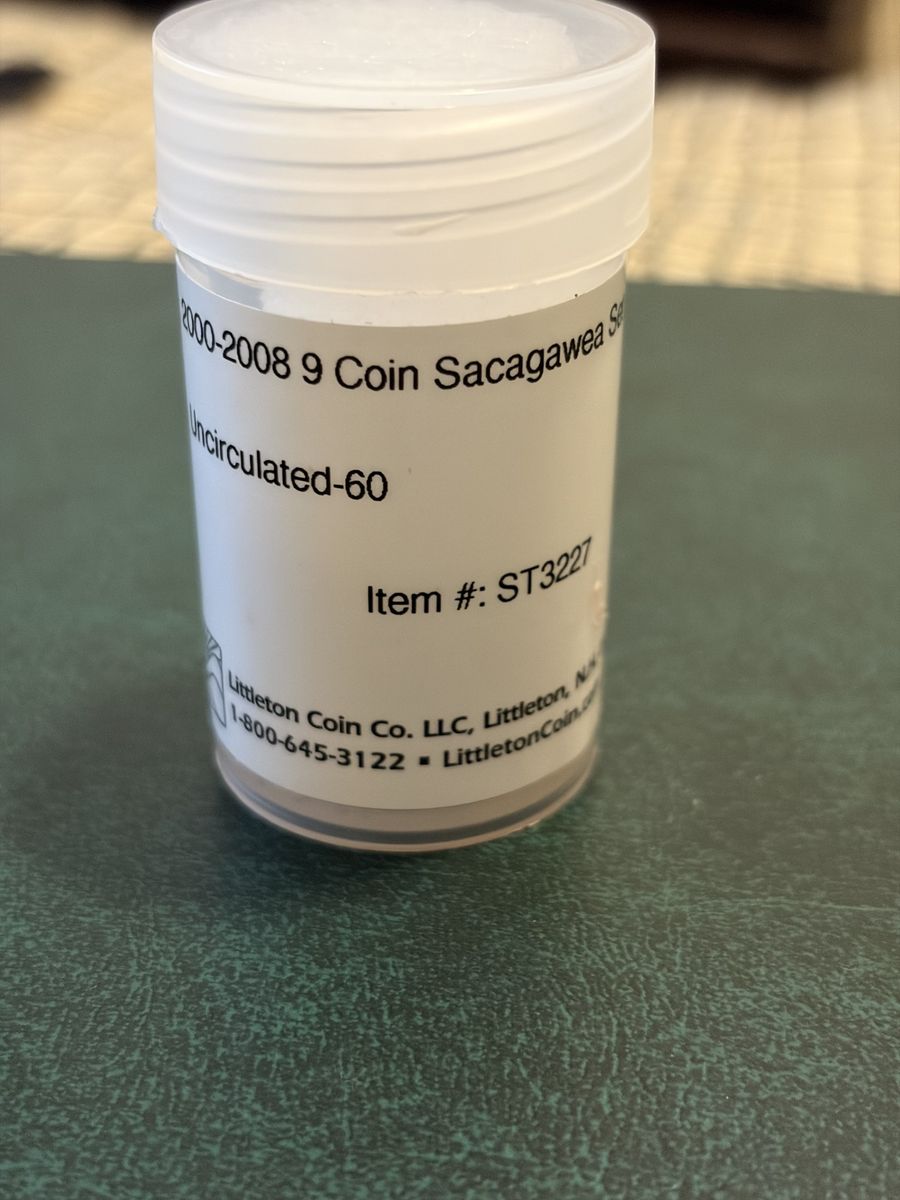 2000-2008 9 Coin Sacagawea
Uncirculated-60
Item #: ST3227
Littleton Coin Co. LLC, Littleton,
1-800-645-3122 ▪ LittletonCoin.